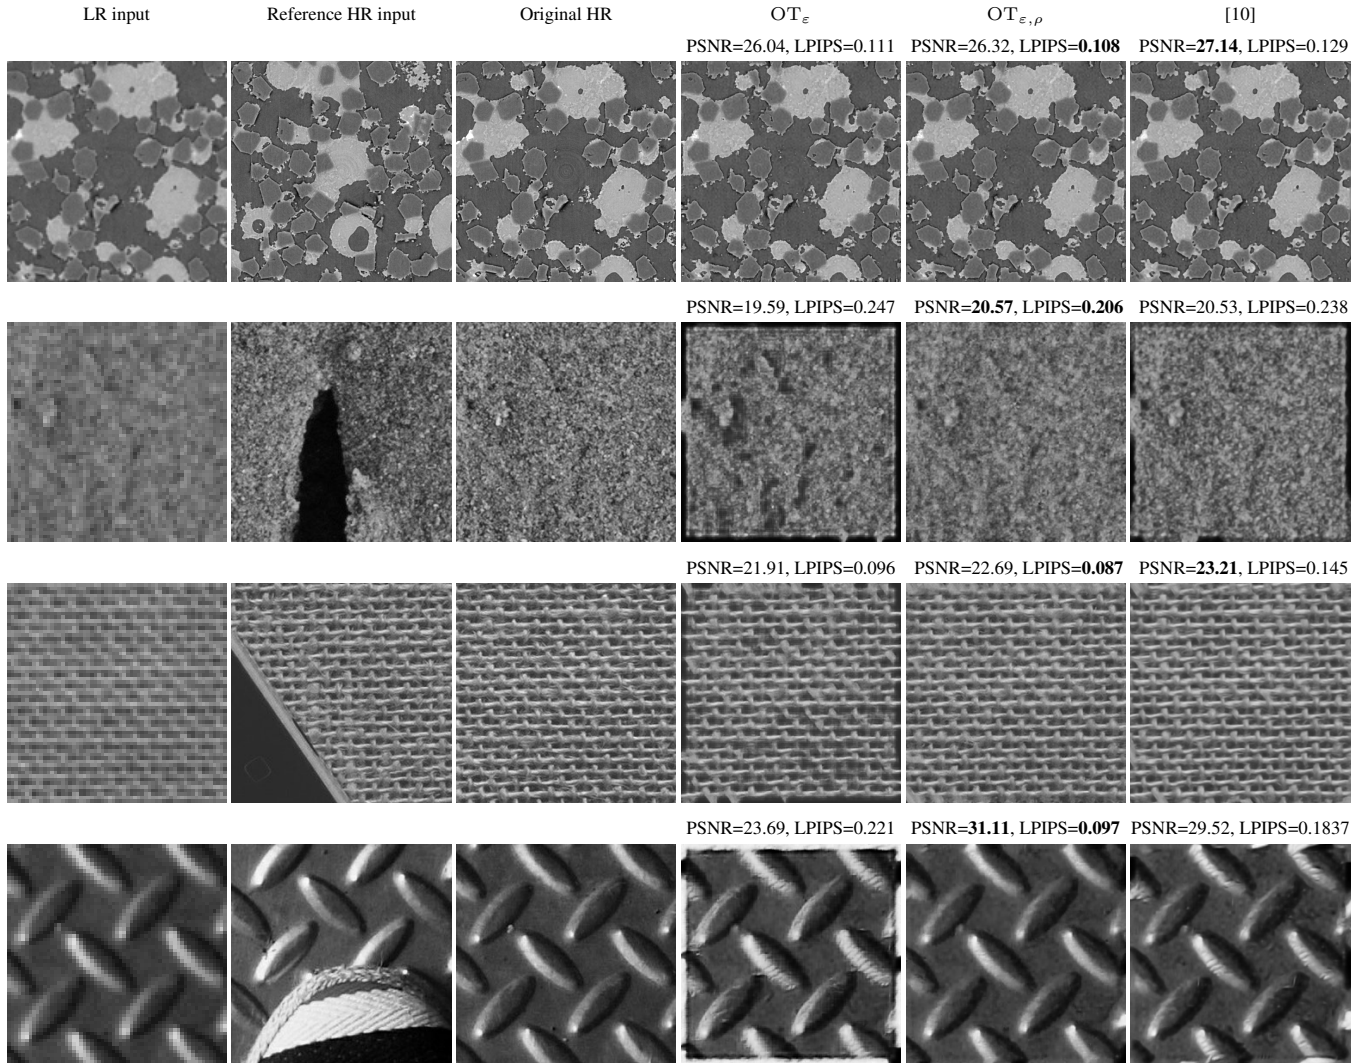 LR input Reference HR input Original HR OTε OTε,ρ [10]
PSNR=26.04, LPIPS=0.111 PSNR=26.32, LPIPS=0.108 PSNR=27.14, LPIPS=0.129
PSNR=19.59, LPIPS=0.247 PSNR=20.57, LPIPS=0.206 PSNR=20.53, LPIPS=0.238
PSNR=21.91, LPIPS=0.096 PSNR=22.69, LPIPS=0.087 PSNR=23.21, LPIPS=0.145
PSNR=23.69, LPIPS=0.221 PSNR=31.11, LPIPS=0.097 PSNR=29.52, LPIPS=0.1837